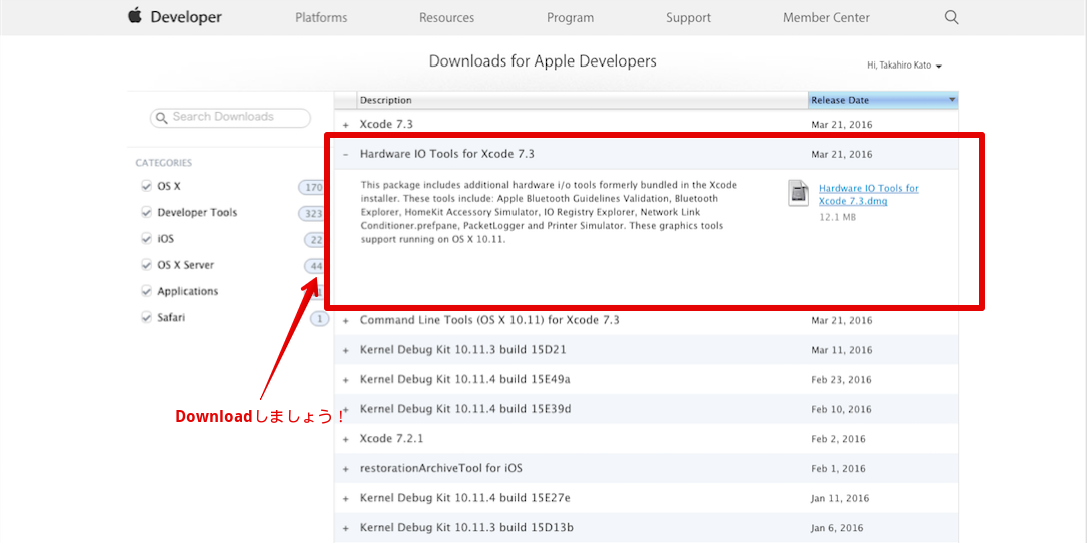 Developer Platforms Resources Program Support Member Center
Downloads for Apple Developers
Hi, Takahiro Kato
Search Downloads
CATEGORIES
OS X 170
Developer Tools 323
iOS 22
OS X Server 44
Applications
Safari 1
Description Release Date
+ Xcode 7.3 Mar 21, 2016
− Hardware IO Tools for Xcode 7.3 Mar 21, 2016
This package includes additional hardware i/o tools formerly bundled in the Xcode
installer. These tools include: Apple Bluetooth Guidelines Validation, Bluetooth
Explorer, HomeKit Accessory Simulator, IO Registry Explorer, Network Link
Conditioner.prefpane, PacketLogger and Printer Simulator. These graphics tools
support running on OS X 10.11.
Hardware IO Tools for
Xcode 7.3.dmg
12.1 MB
+ Command Line Tools (OS X 10.11) for Xcode 7.3 Mar 21, 2016
+ Kernel Debug Kit 10.11.3 build 15D21 Mar 11, 2016
+ Kernel Debug Kit 10.11.4 build 15E49a Feb 23, 2016
+ Kernel Debug Kit 10.11.4 build 15E39d Feb 10, 2016
+ Xcode 7.2.1 Feb 2, 2016
+ restorationArchiveTool for iOS Feb 1, 2016
+ Kernel Debug Kit 10.11.4 build 15E27e Jan 11, 2016
+ Kernel Debug Kit 10.11.3 build 15D13b Jan 6, 2016
Downloadしましょう！